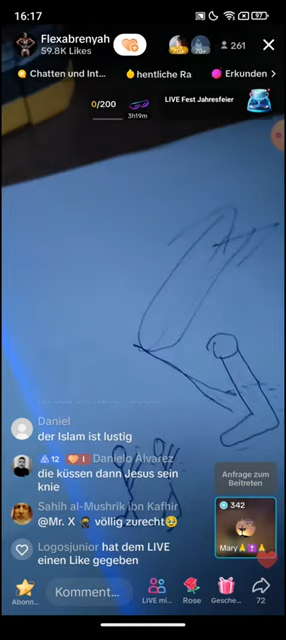 16:17
97
Flexabrenyah
59.8K Likes
261
Chatten und Int...
hentliche Ra
Erkunden >
0/200
3h19m
LIVE Fest Jahresfeier
Daniel
der Islam ist lustig
12
Danielo Alvarez
die küssen dann Jesus sein
knie
Sahih al-Mushrik ibn Kafhir
@Mr. X völlig zurecht
Logosjunior hat dem LIVE
einen Like gegeben
Anfrage zum
Beitreten
342
Mary
Abonn...
Kommentar...
LIVE mi...
Rose
Gesche...
72